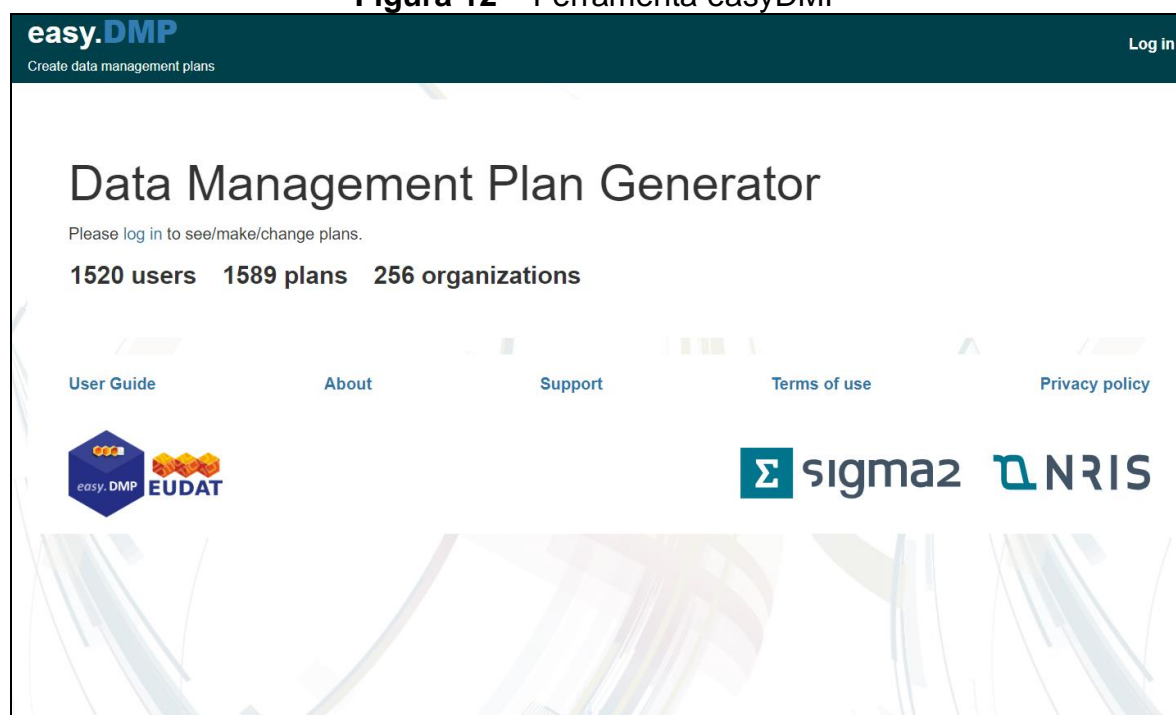 Figura 12 – Ferramenta easyDMP
easy.DMP
Log in
Create data management plans
Data Management Plan Generator
Please log in to see/make/change plans.
1520 users 1589 plans 256 organizations
User Guide About Support Terms of use Privacy policy
easy. DMP EUDAT
Σ sigma2 NRIS